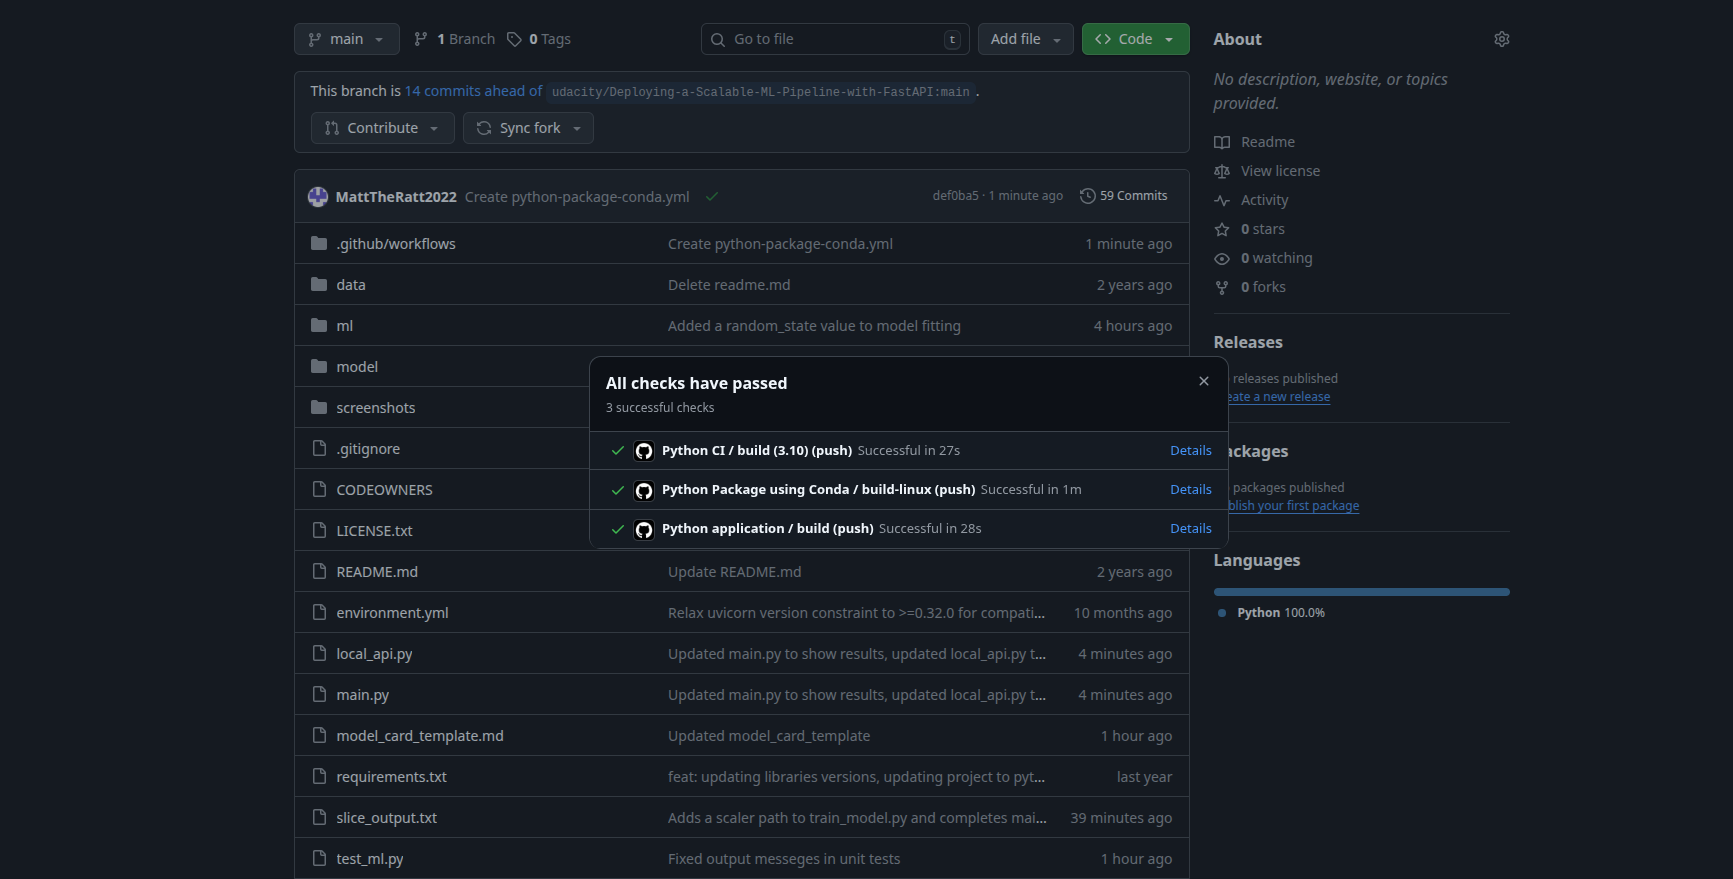 main
1 Branch
0 Tags
Go to file
t
Add file
Code
This branch is 14 commits ahead of udacity/Deploying-a-Scalable-ML-Pipeline-with-FastAPI:main .
Contribute
Sync fork
MattTheRatt2022 Create python-package-conda.yml
def0ba5 · 1 minute ago
59 Commits
.github/workflows Create python-package-conda.yml 1 minute ago
data Delete readme.md 2 years ago
ml Added a random_state value to model fitting 4 hours ago
model
screenshots
.gitignore
CODEOWNERS
LICENSE.txt
All checks have passed
3 successful checks
Python CI / build (3.10) (push) Successful in 27s Details
Python Package using Conda / build-linux (push) Successful in 1m Details
Python application / build (push) Successful in 28s Details
README.md Update README.md 2 years ago
environment.yml Relax uvicorn version constraint to >=0.32.0 for compati... 10 months ago
local_api.py Updated main.py to show results, updated local_api.py t... 4 minutes ago
main.py Updated main.py to show results, updated local_api.py t... 4 minutes ago
model_card_template.md Updated model_card_template 1 hour ago
requirements.txt feat: updating libraries versions, updating project to pyt... last year
slice_output.txt Adds a scaler path to train_model.py and completes mai... 39 minutes ago
test_ml.py Fixed output messeges in unit tests 1 hour ago
About
No description, website, or topics
provided.
Readme
View license
Activity
0 stars
0 watching
0 forks
Releases
releases published
eate a new release
ackages
packages published
blish your first package
Languages
Python 100.0%